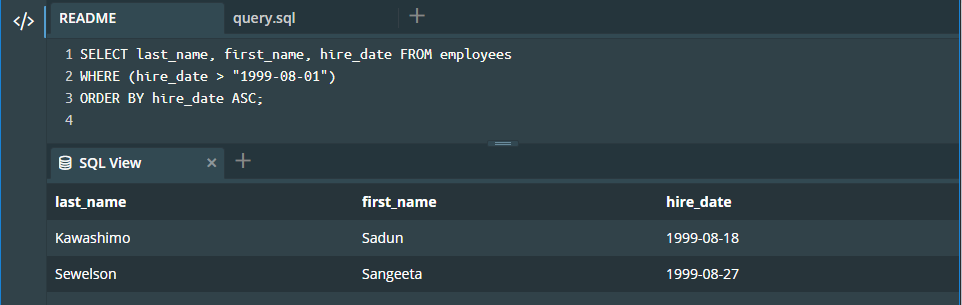 </> README query.sql +
1 SELECT last_name, first_name, hire_date FROM employees
2 WHERE (hire_date > "1999-08-01")
3 ORDER BY hire_date ASC;
4
SQL View × +
last_name first_name hire_date
Kawashimo Sadun 1999-08-18
Sewelson Sangeeta 1999-08-27